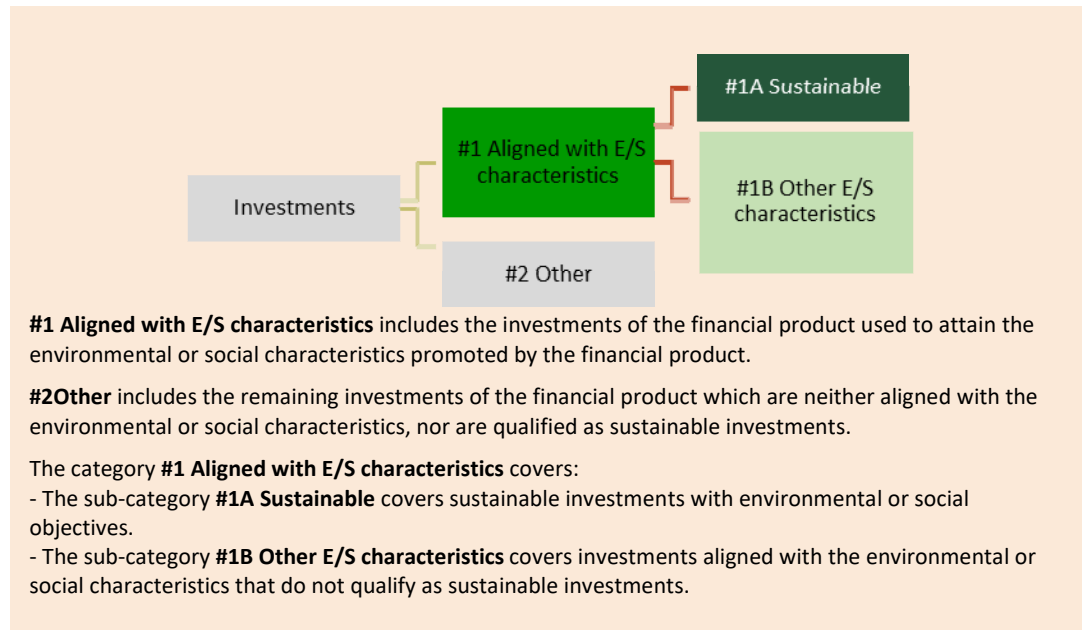 #1A Sustainable
#1 Aligned with E/S
characteristics
#1B Other E/S
characteristics
Investments
#2 Other
#1 Aligned with E/S characteristics includes the investments of the financial product used to attain the
environmental or social characteristics promoted by the financial product.
#2Other includes the remaining investments of the financial product which are neither aligned with the
environmental or social characteristics, nor are qualified as sustainable investments.
The category #1 Aligned with E/S characteristics covers:
- The sub-category #1A Sustainable covers sustainable investments with environmental or social
objectives.
- The sub-category #1B Other E/S characteristics covers investments aligned with the environmental or
social characteristics that do not qualify as sustainable investments.